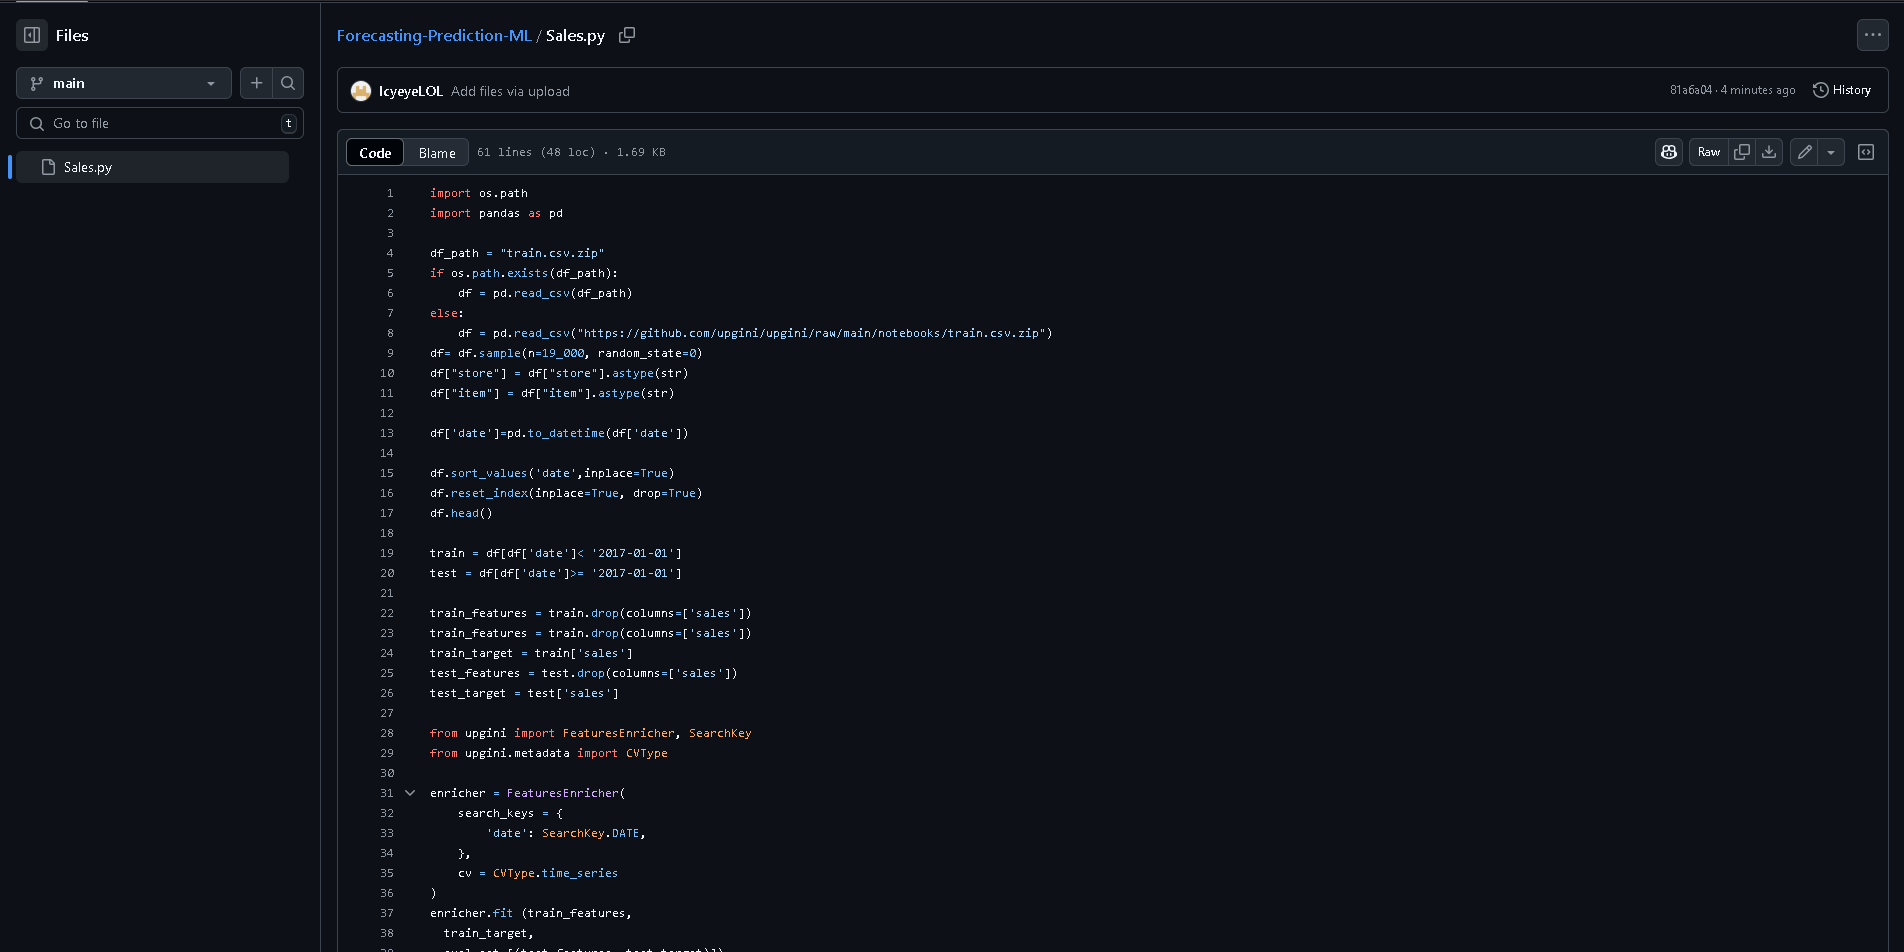 Files
main
Go to file
t
Sales.py
Forecasting-Prediction-ML / Sales.py
IcyeyeLOL Add files via upload
81a6a04 · 4 minutes ago
History
Code
Blame
61 lines (48 loc) · 1.69 KB
Raw
1 import os.path
2 import pandas as pd
3
4 df_path = "train.csv.zip"
5 if os.path.exists(df_path):
6     df = pd.read_csv(df_path)
7 else:
8     df = pd.read_csv("https://github.com/upgini/upgini/raw/main/notebooks/train.csv.zip")
9 df= df.sample(n=19_000, random_state=0)
10 df["store"] = df["store"].astype(str)
11 df["item"] = df["item"].astype(str)
12
13 df['date']=pd.to_datetime(df['date'])
14
15 df.sort_values('date',inplace=True)
16 df.reset_index(inplace=True, drop=True)
17 df.head()
18
19 train = df[df['date']< '2017-01-01']
20 test = df[df['date']>= '2017-01-01']
21
22 train_features = train.drop(columns=['sales'])
23 train_features = train.drop(columns=['sales'])
24 train_target = train['sales']
25 test_features = test.drop(columns=['sales'])
26 test_target = test['sales']
27
28 from upgini import FeaturesEnricher, SearchKey
29 from upgini.metadata import CVType
30
31 enricher = FeaturesEnricher(
32     search_keys = {
33         'date': SearchKey.DATE,
34     },
35     cv = CVType.time_series
36 )
37 enricher.fit (train_features,
38   train_target,